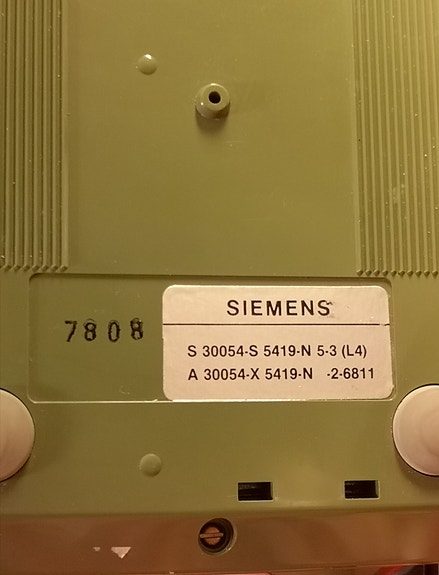 7808
SIEMENS
S 30054-S 5419-N 5-3 (L4)
A 30054-X 5419-N -2-6811